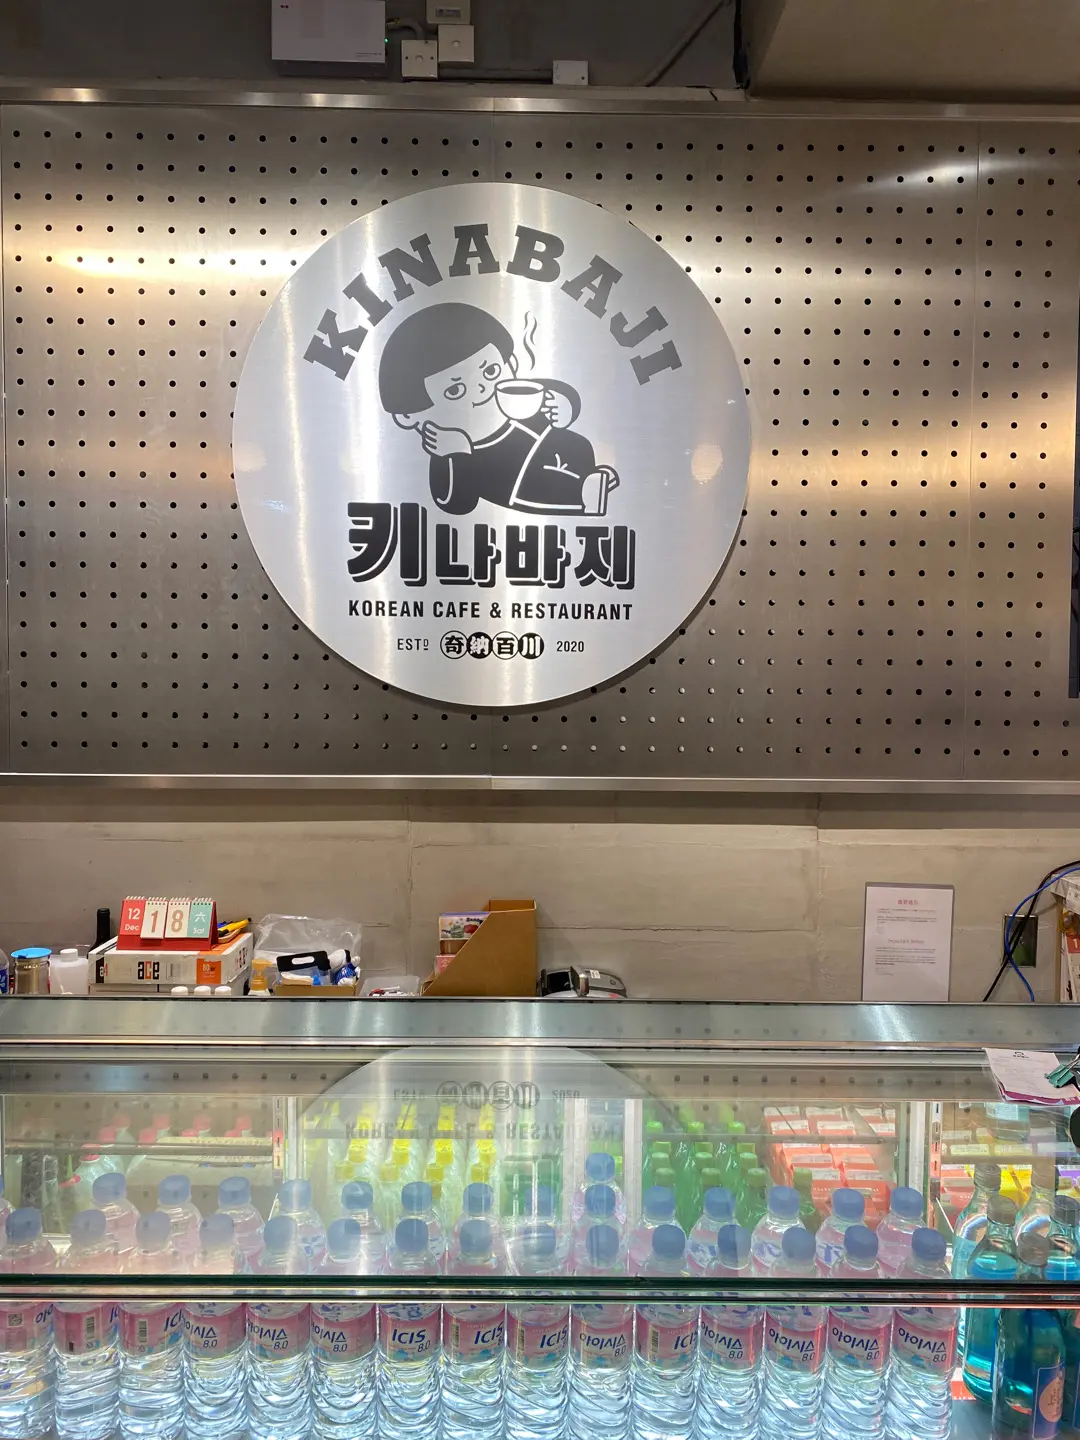 KINABAJI
키나바지
KOREAN CAFE & RESTAURANT
ESTD 奇納百川 2020
12 18 六
Dec Sat
ace
ICIS
아이시스
8.0